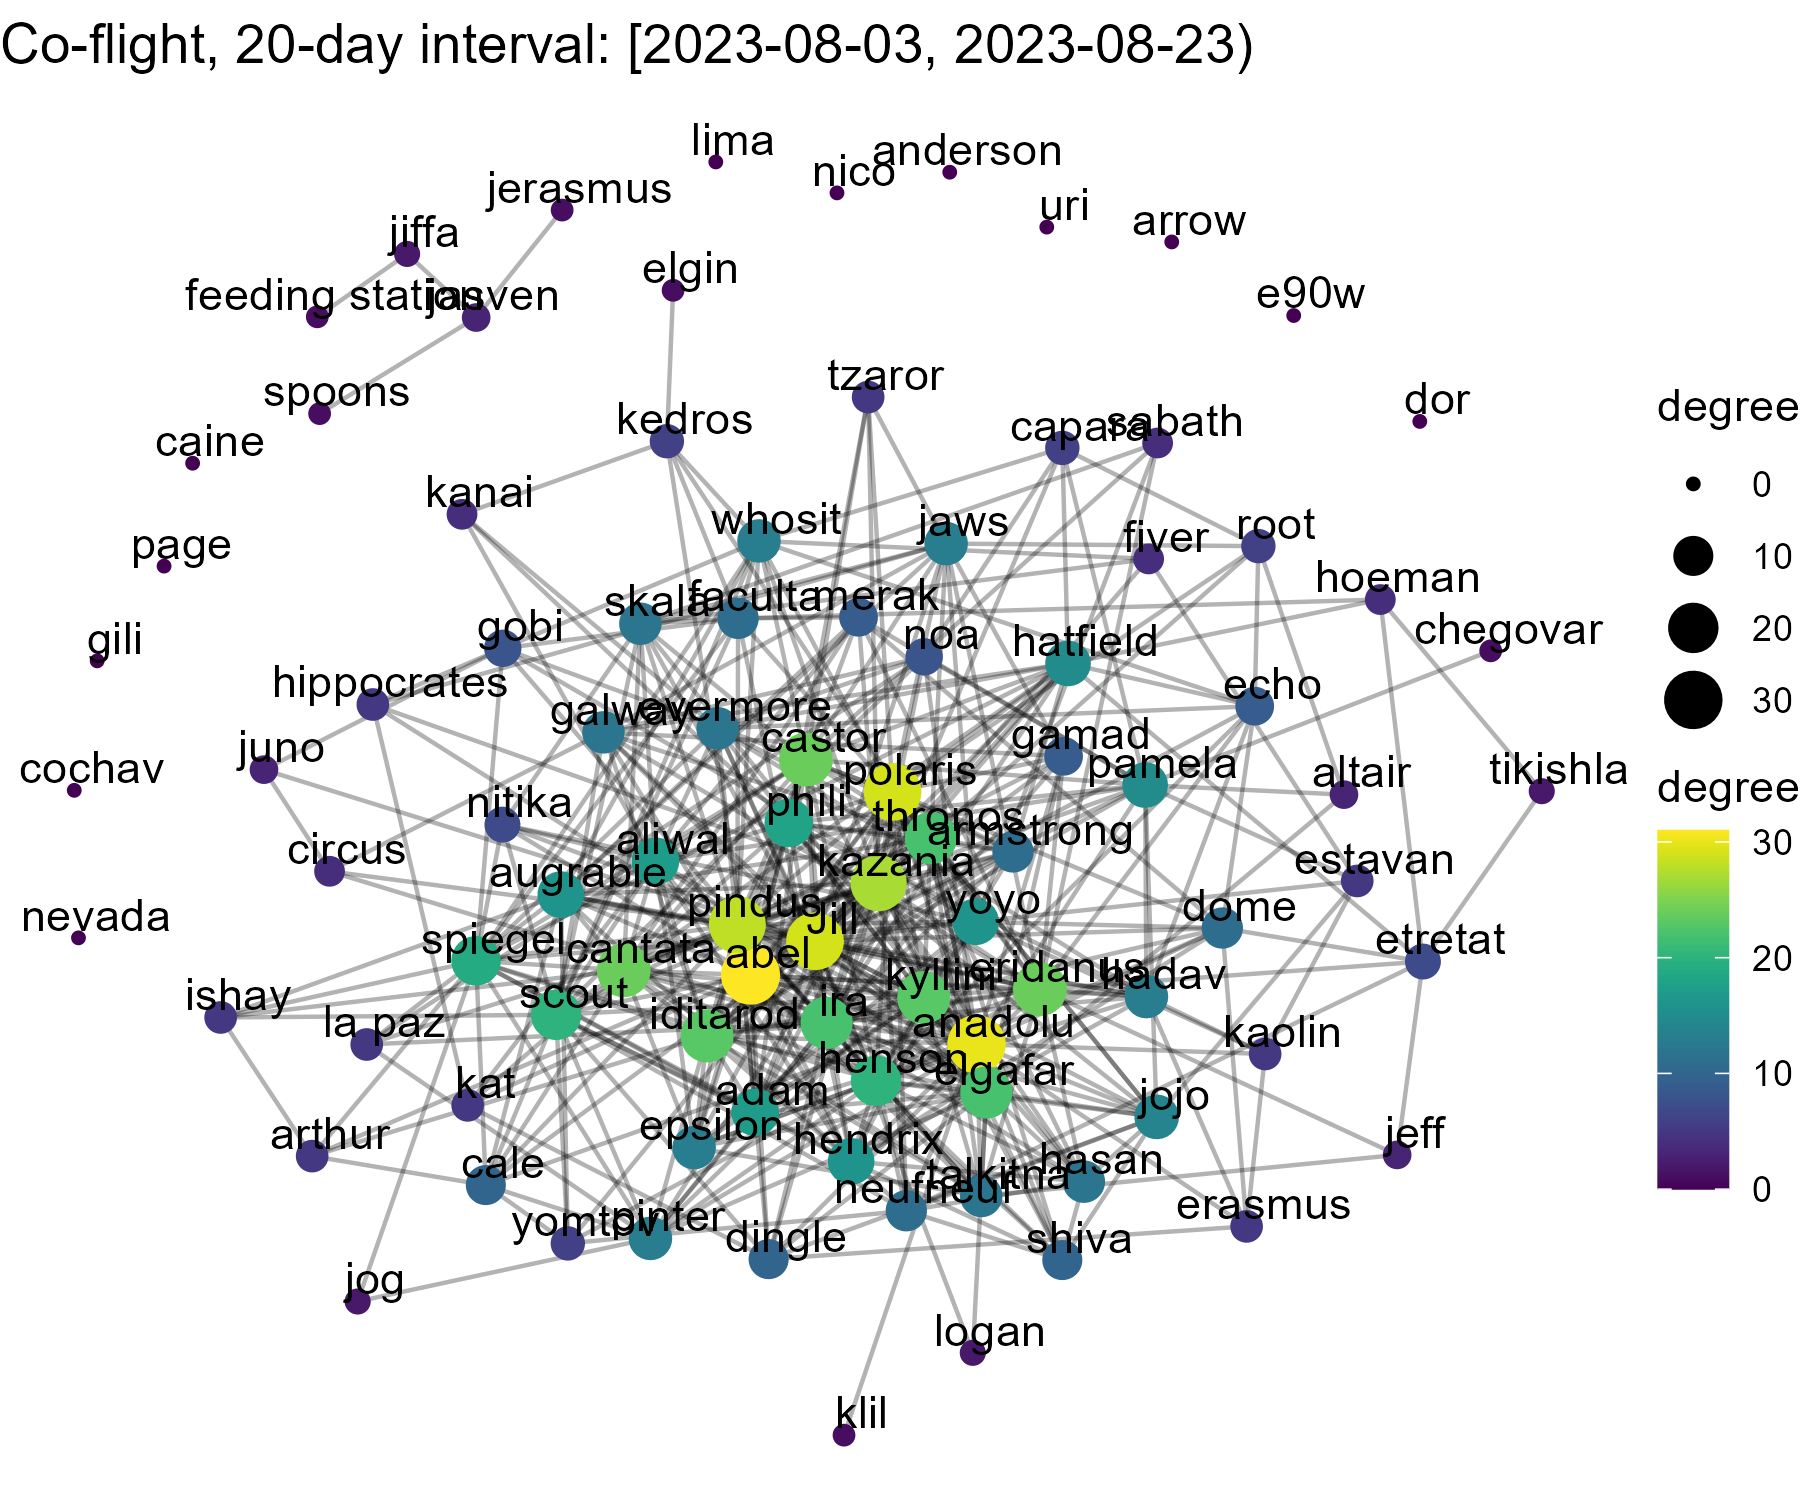 Co-flight, 20-day interval: [2023-08-03, 2023-08-23)
lima
anderson
nico
jerasmus
uri
arrow
jiffa
elgin
feeding station
jasven
e90w
spoons
tzaror
dor
degree
kedros
capara
sabath
caine
0
kanai
whosit
jaws
fiver
root
page
10
hoeman
skala
faculta
merak
gobi
noa
hatfield
chegovar
20
gili
hippocrates
echo
galway
evermore
30
juno
castor
gamad
cochav
polaris
pamela
altair
tikishla
degree
nitika
phili
thronos
aliwal
armstrong
30
circus
augrabie
kazania
estavan
nevada
pindus
Jill
yoyo
dome
spiegel
cantata
abel
etretat
20
ishay
scout
kyllini
eridanus
hadav
la paz
iditarod
ira
anadolu
kaolin
kat
henson
elgafar
10
adam
jojo
arthur
epsilon
hendrix
jeff
cale
talkitna
hasan
neufneuf
0
yomtov
pinter
dingle
shiva
erasmus
jog
logan
klil